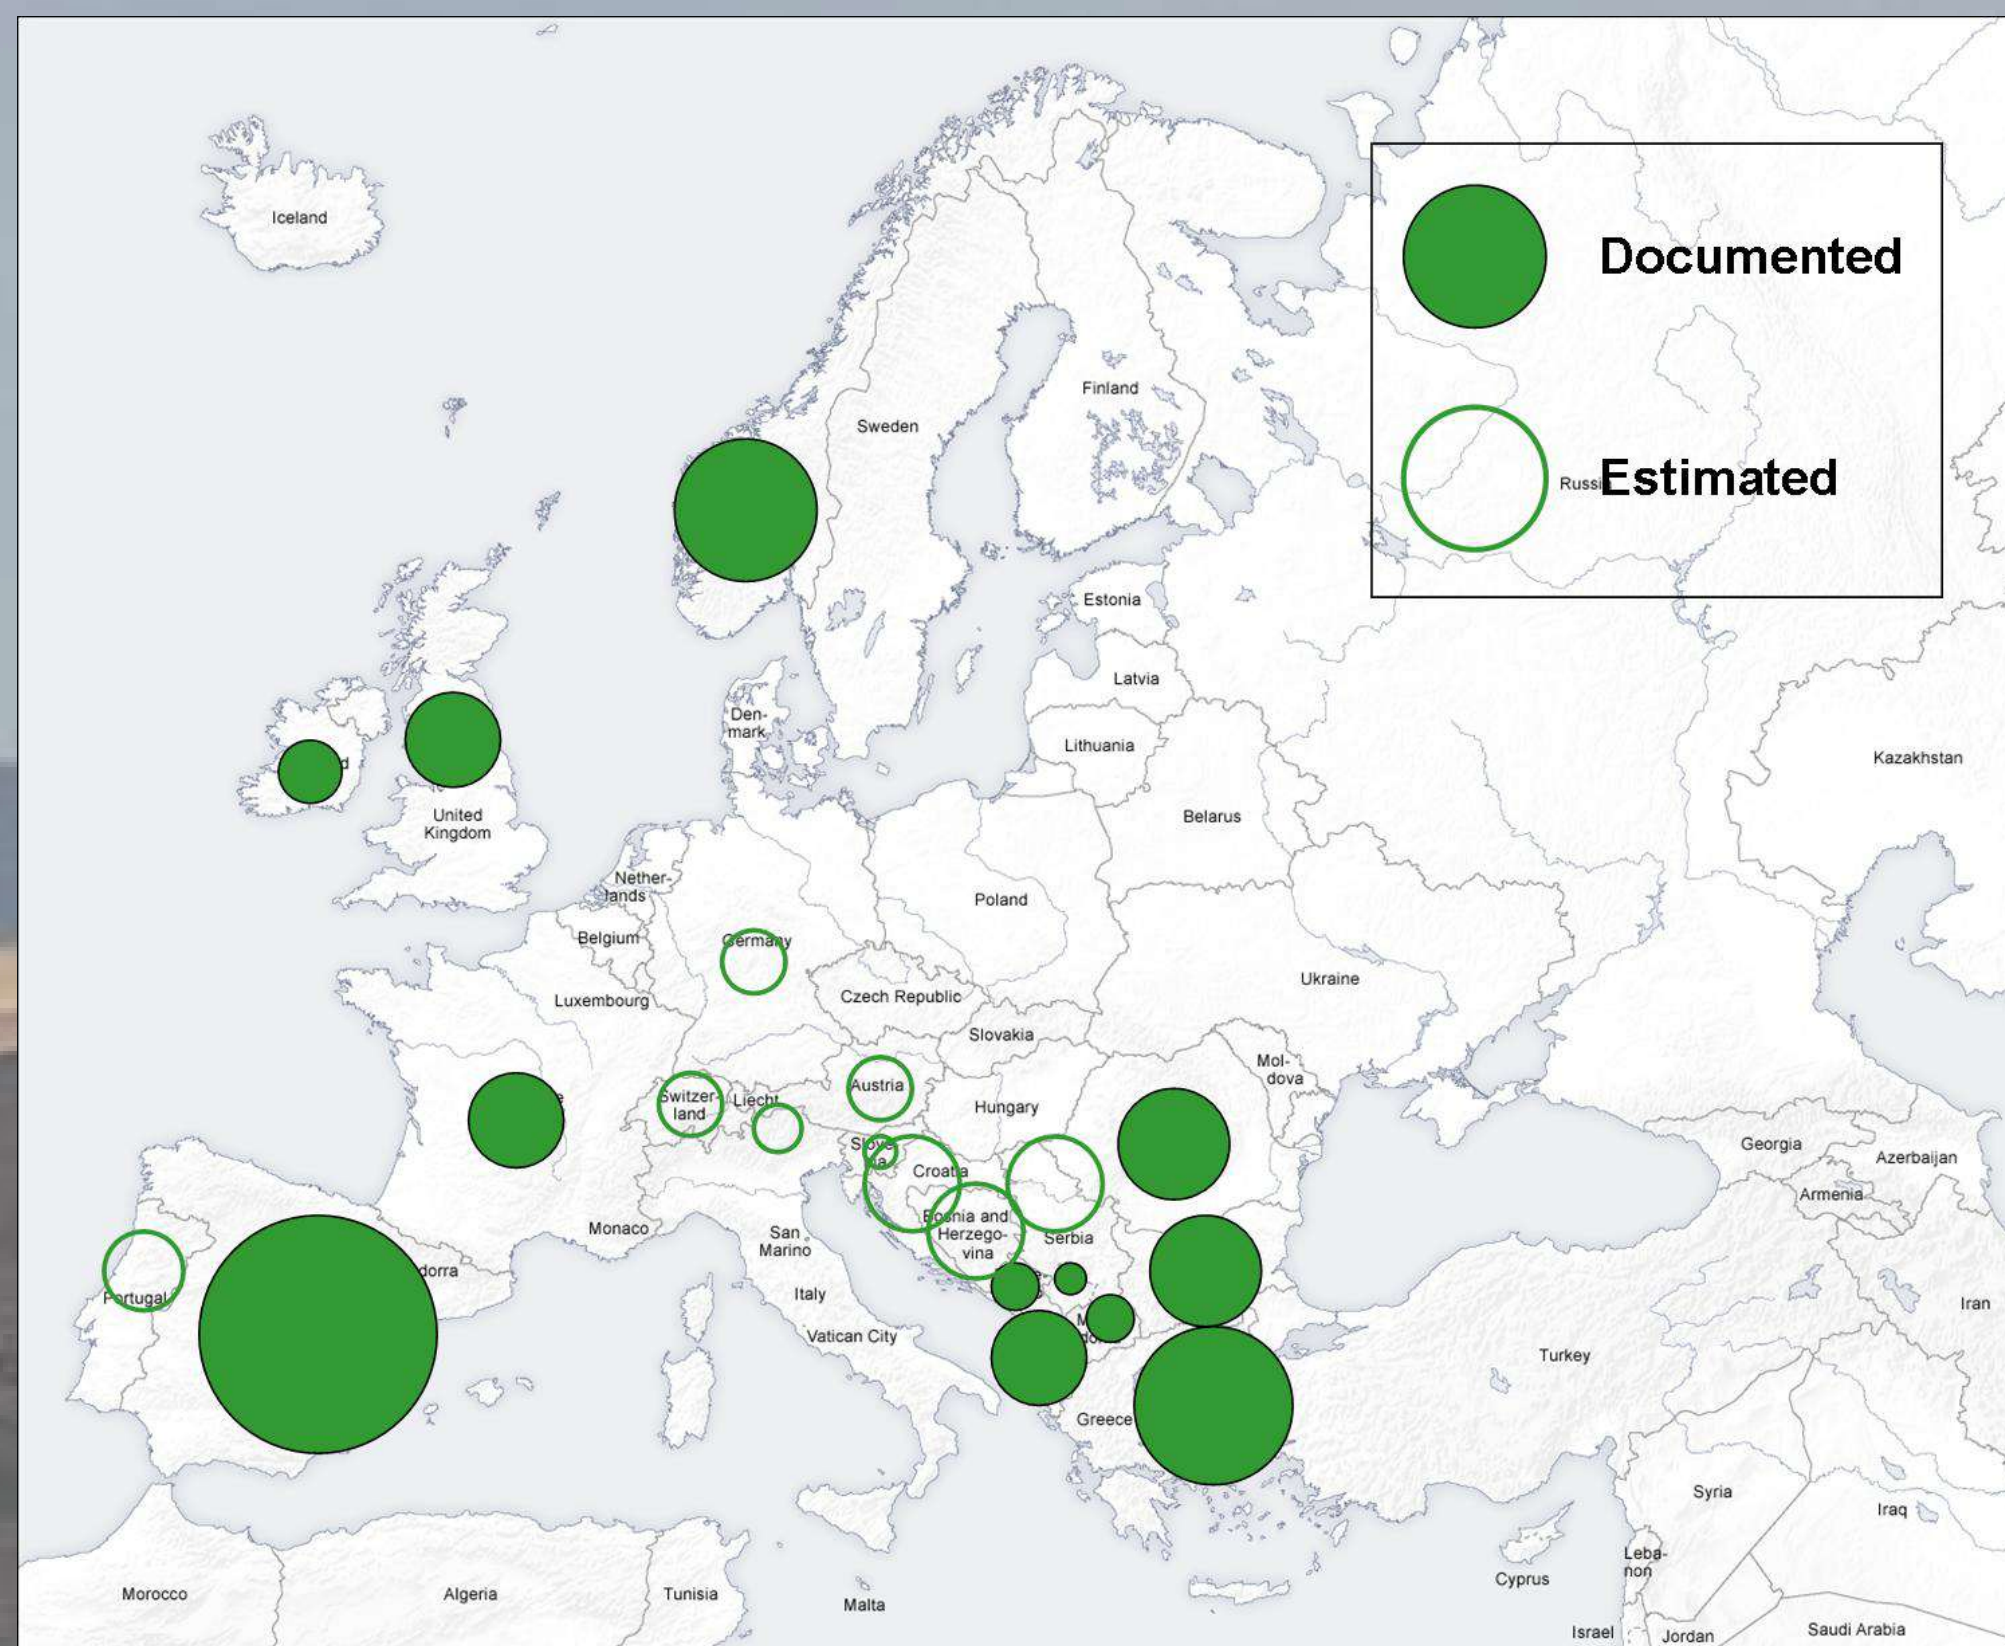 Iceland
Documented
Finland
Sweden
Estimated
Estonia
Latvia
Den-
mark
Lithuania
Kazakhstan
United
Kingdom
Belarus
Nether-
lands
Poland
Belgium
Germany
Ukraine
Czech Republic
Luxembourg
Slovakia
Mol-
dova
Austria
Switzer-
land
Liecht.
Hungary
Georgia
Azerbaijan
Croatia
Armenia
Bosnia and
Herzego-
vina
Monaco
San
Marino
Serbia
Portugal
Italy
Iran
Vatican City
Turkey
Greece
Syria
Iraq
Leba-
non
Cyprus
Morocco
Algeria
Tunisia
Malta
Israel
Jordan
Saudi Arabia